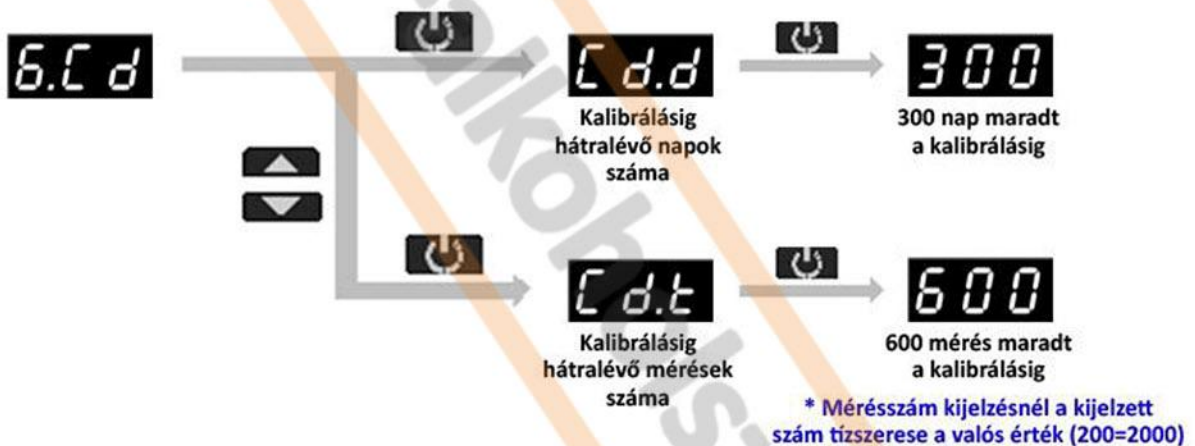 6.Cd
Cd.d
300
Kalibrálásig
hátralévő napok
száma
300 nap maradt
a kalibrálásig
Cd.t
600
Kalibrálásig
hátralévő mérések
száma
600 mérés maradt
a kalibrálásig
* Mérésszám kijelzésnél a kijelzett
szám tízszerese a valós érték (200=2000)